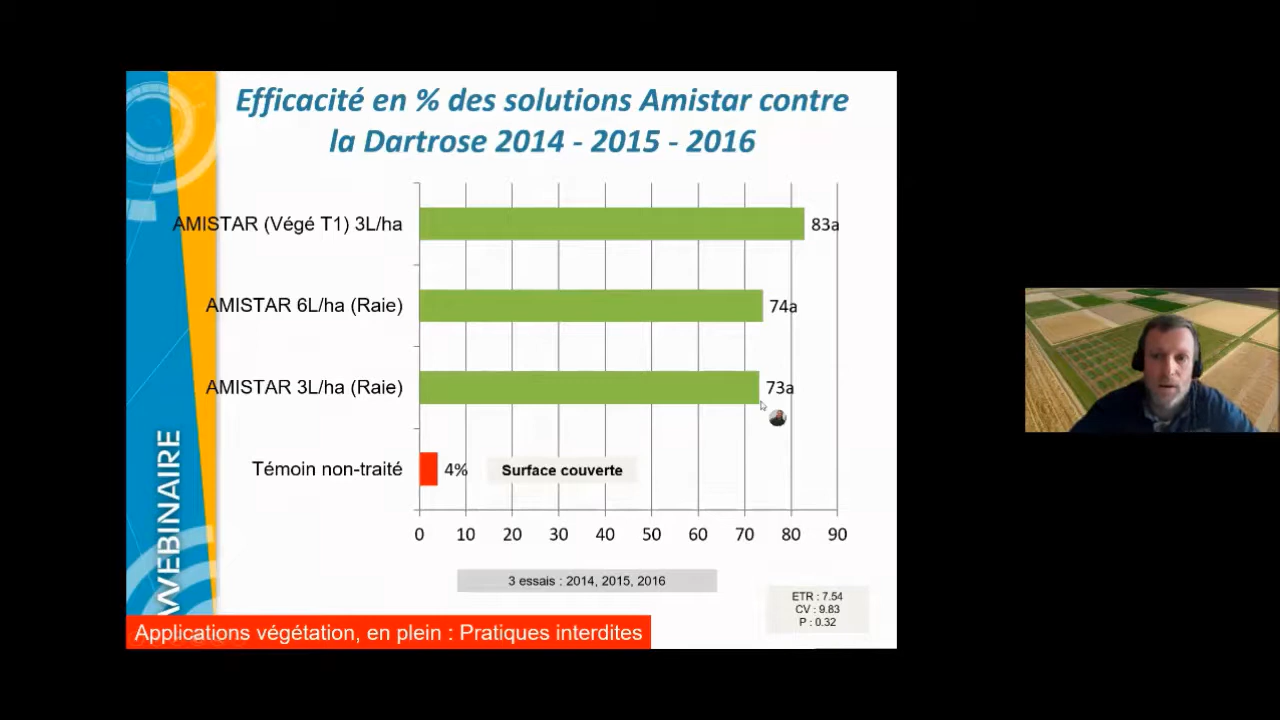 Efficacité en % des solutions Amistar contre
la Dartrose 2014 - 2015 - 2016
AMISTAR (Végé T1) 3L/ha
83a
AMISTAR 6L/ha (Raie)
74a
AMISTAR 3L/ha (Raie)
73a
Témoin non-traité
4%
Surface couverte
0 10 20 30 40 50 60 70 80 90
3 essais : 2014, 2015, 2016
ETR : 7.54
CV : 9.83
P : 0.32
WEBINAIRE
Applications végétation, en plein : Pratiques interdites